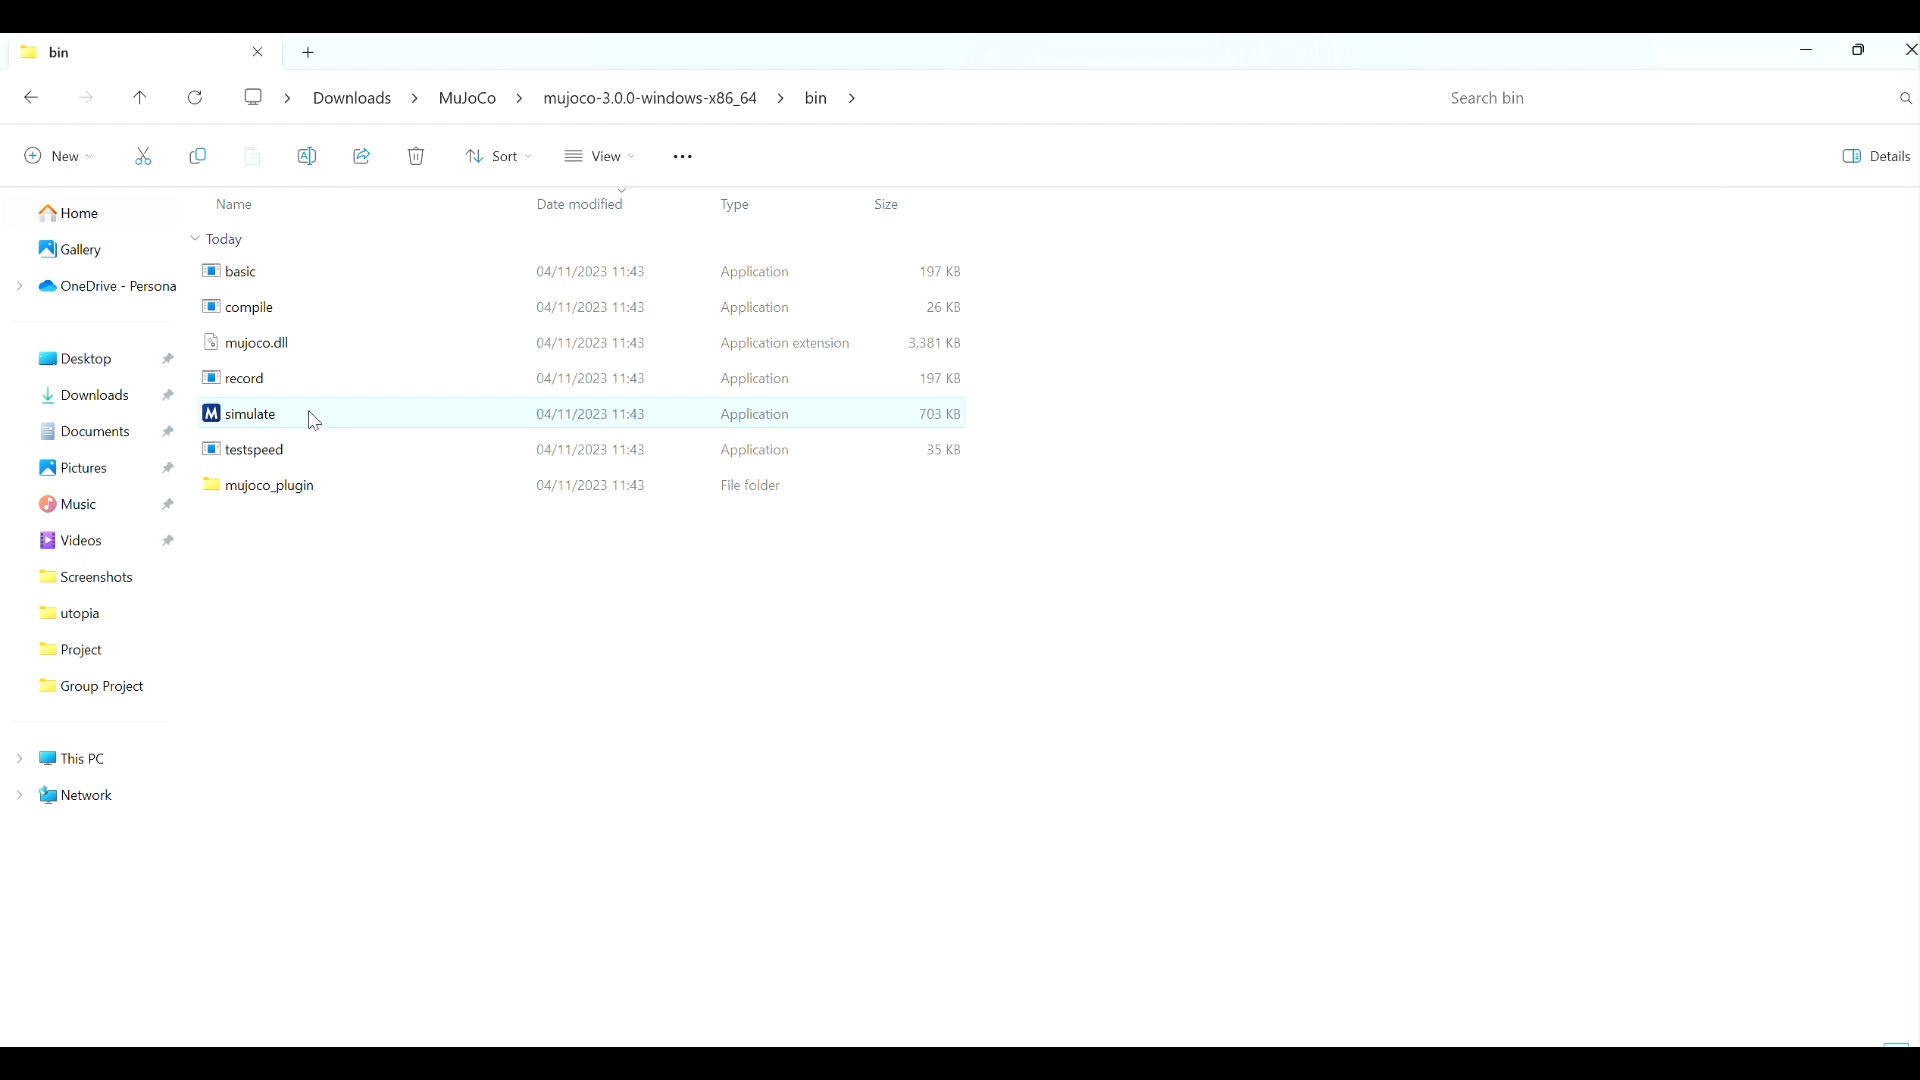 bin
Downloads MuJoCo mujoco-3.0.0-windows-x86_64 bin
Search bin
New Sort View Details
Name Date modified Type Size
Today
basic 04/11/2023 11:43 Application 197 KB
compile 04/11/2023 11:43 Application 26 KB
mujoco.dll 04/11/2023 11:43 Application extension 3,381 KB
record 04/11/2023 11:43 Application 197 KB
M simulate 04/11/2023 11:43 Application 703 KB
testspeed 04/11/2023 11:43 Application 35 KB
mujoco_plugin 04/11/2023 11:43 File folder
Home
Gallery
OneDrive - Persona
Desktop
Downloads
Documents
Pictures
Music
Videos
Screenshots
utopia
Project
Group Project
This PC
Network